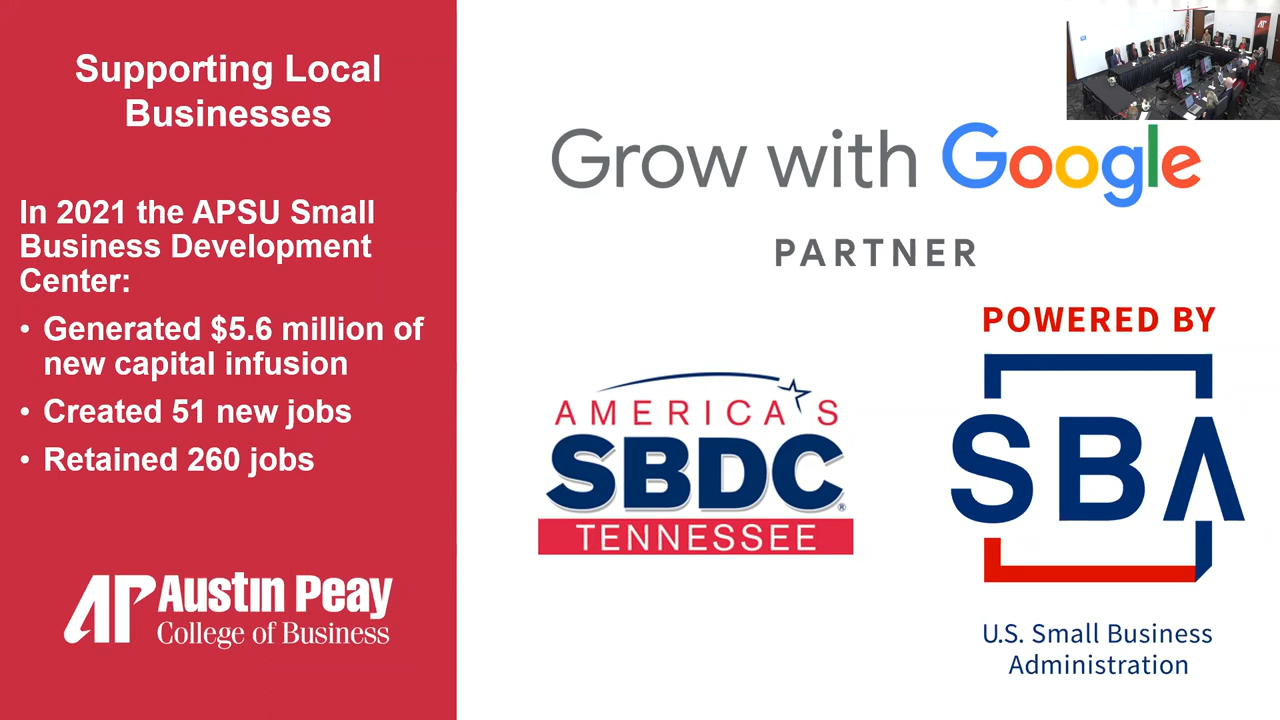 Supporting Local
Businesses
In 2021 the APSU Small
Business Development
Center:
• Generated $5.6 million of
new capital infusion
• Created 51 new jobs
• Retained 260 jobs
AP Austin Peay
College of Business
Grow with Google
PARTNER
AMERICA'S
SBDC®
TENNESSEE
POWERED BY
SBA
U.S. Small Business
Administration
AP